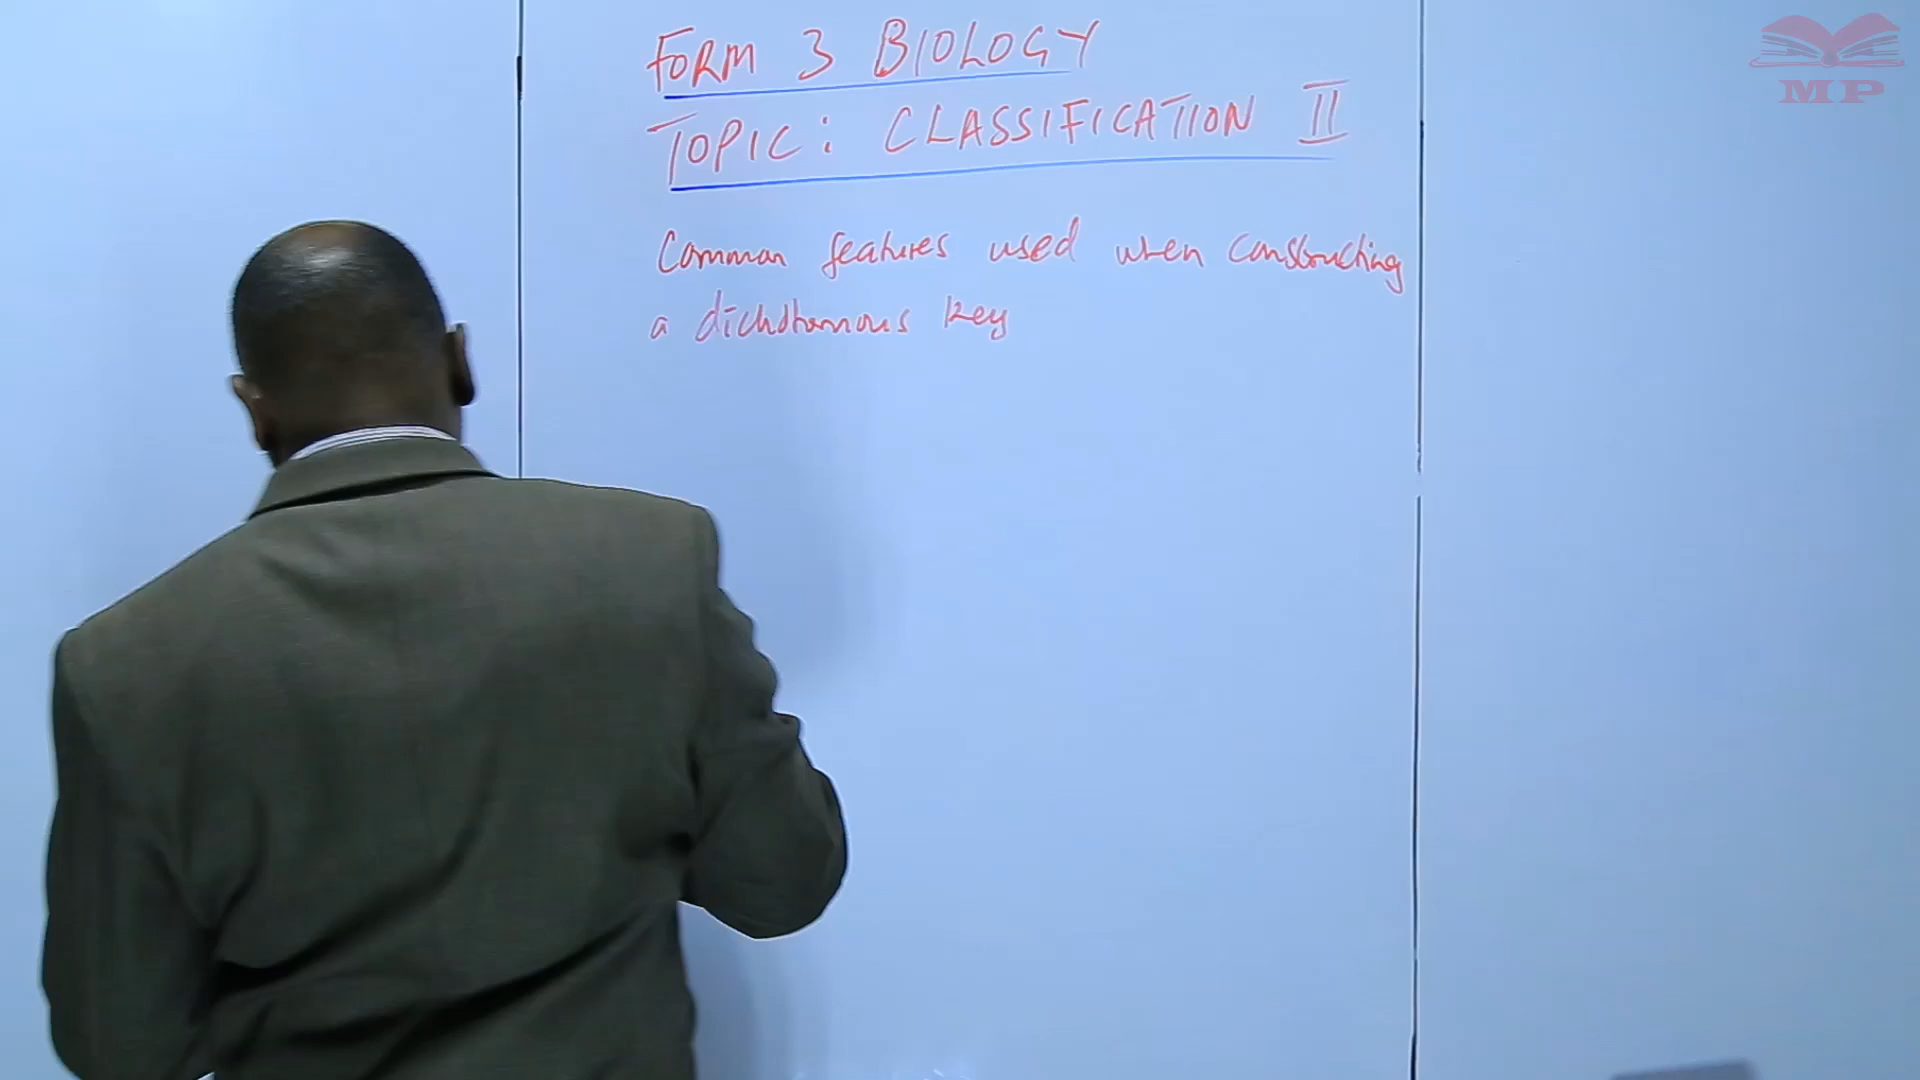 FORM 3 BIOLOGY
TOPIC: CLASSIFICATION II
Common features used when constructing
a dichotomous key
MP